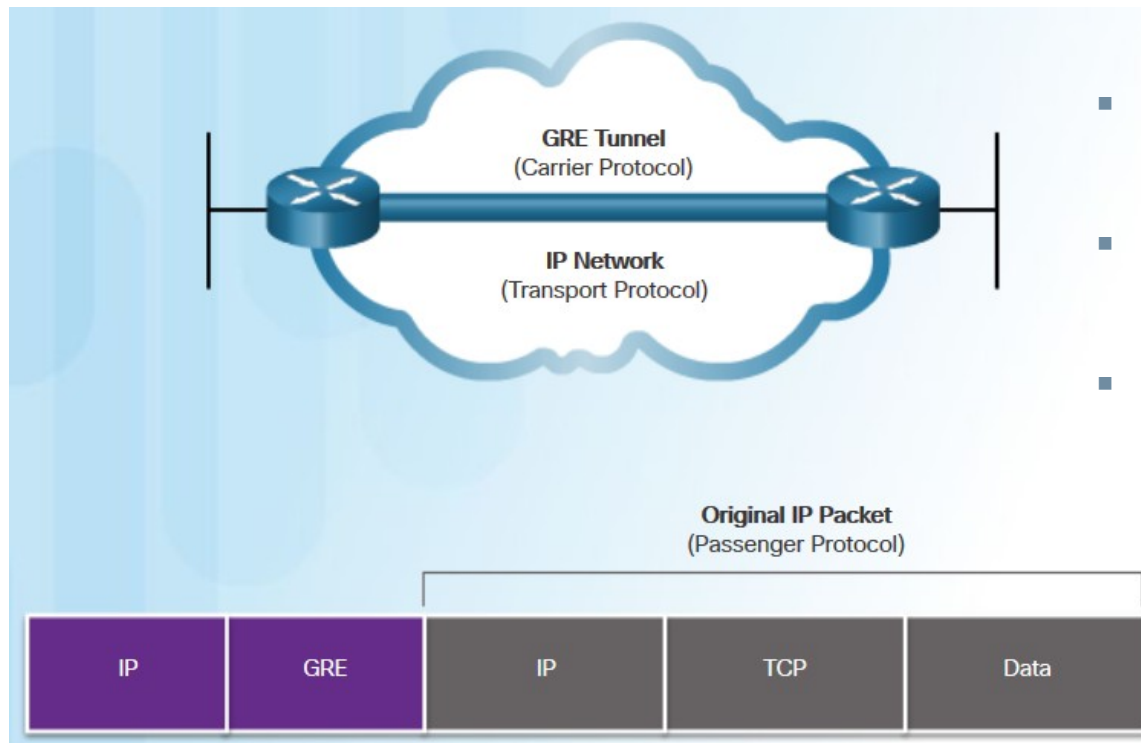 GRE Tunnel
(Carrier Protocol)
IP Network
(Transport Protocol)
Original IP Packet
(Passenger Protocol)
IP GRE IP TCP Data